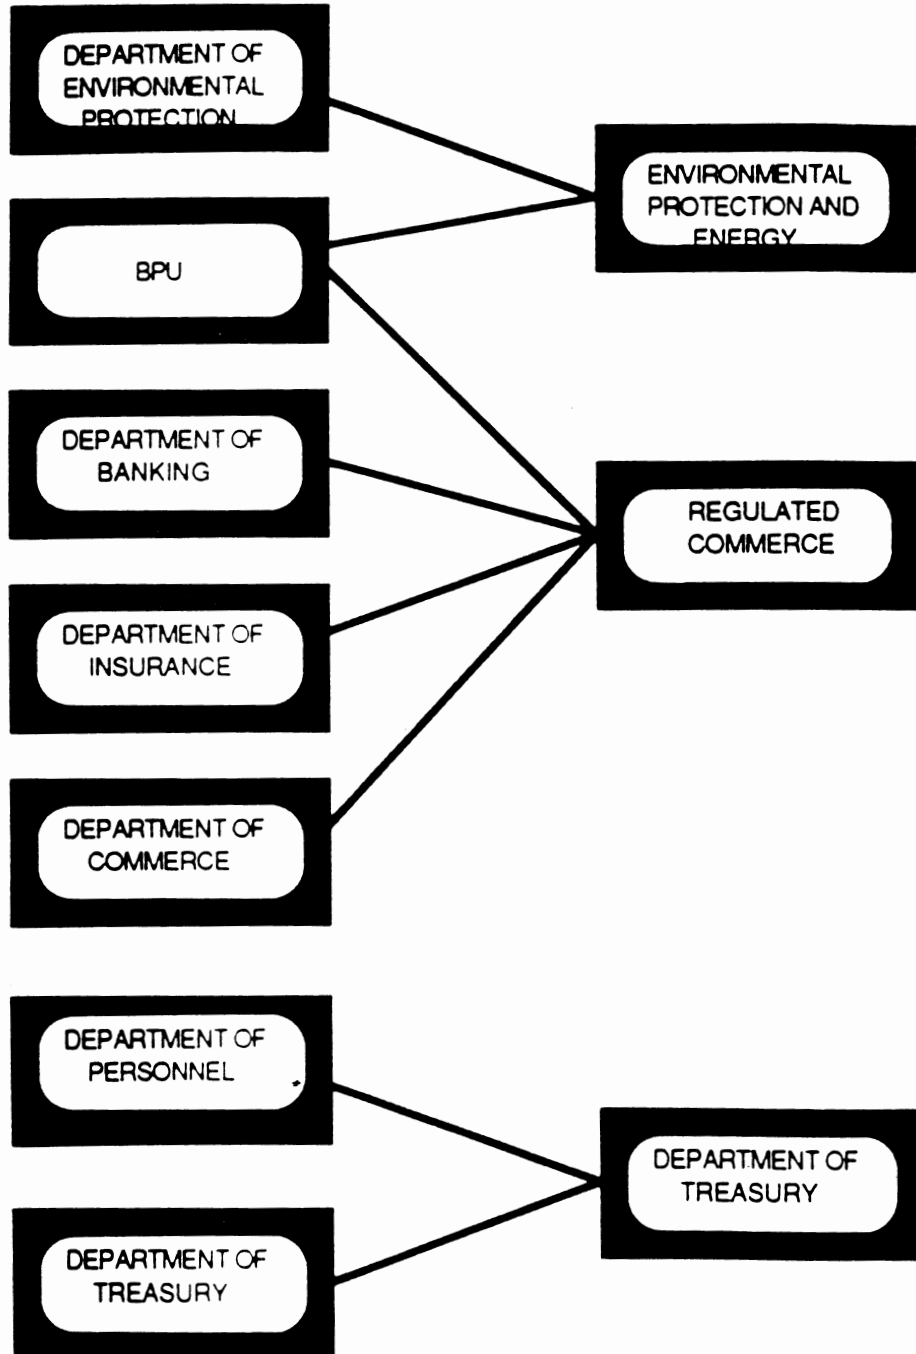 DEPARTMENT OF
ENVIRONMENTAL
PROTECTION
ENVIRONMENTAL
PROTECTION AND
ENERGY
BPU
DEPARTMENT OF
BANKING
REGULATED
COMMERCE
DEPARTMENT OF
INSURANCE
DEPARTMENT OF
COMMERCE
DEPARTMENT OF
PERSONNEL
DEPARTMENT OF
TREASURY
DEPARTMENT OF
TREASURY